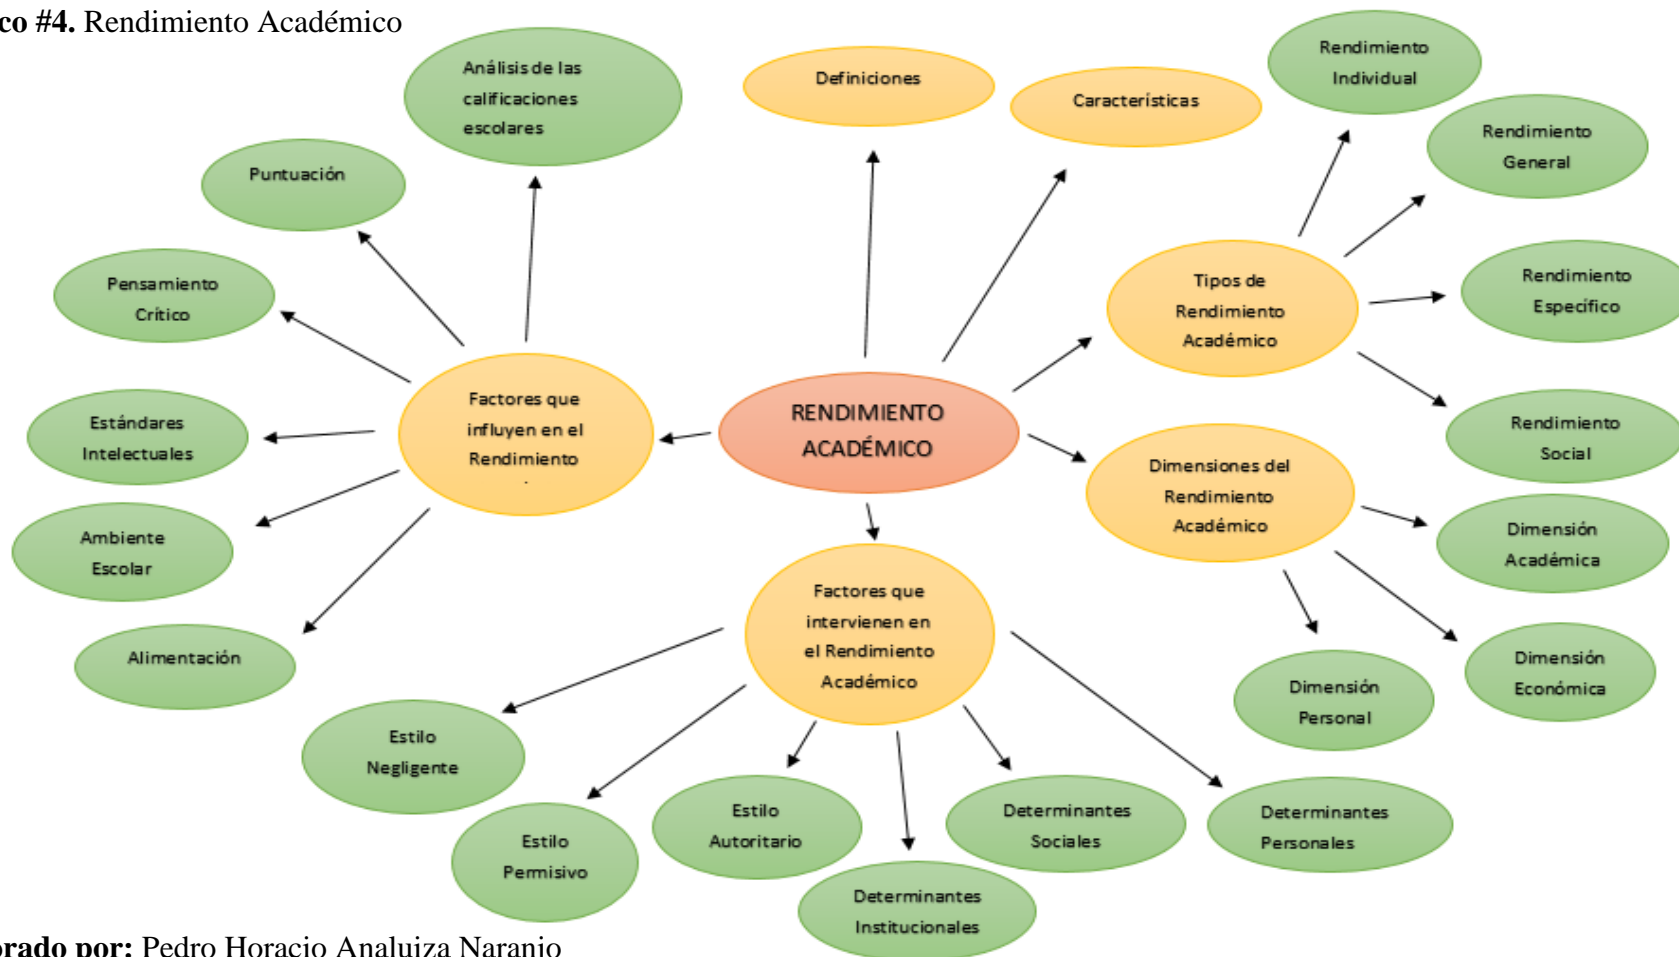 co #4. Rendimiento Académico
Análisis de las
calificaciones
escolares
Puntuación
Pensamiento
Crítico
Estándares
Intelectuales
Ambiente
Escolar
Alimentación
Factores que
influyen en el
Rendimiento
.
Definiciones
Características
RENDIMIENTO
ACADÉMICO
Tipos de
Rendimiento
Académico
Rendimiento
Individual
Rendimiento
General
Rendimiento
Específico
Rendimiento
Social
Dimensiones del
Rendimiento
Académico
Dimensión
Académica
Dimensión
Económica
Dimensión
Personal
Factores que
intervienen en
el Rendimiento
Académico
Estilo
Negligente
Estilo
Permisivo
Estilo
Autoritario
Determinantes
Institucionales
Determinantes
Sociales
Determinantes
Personales
orado por: Pedro Horacio Analuiza Naranjo